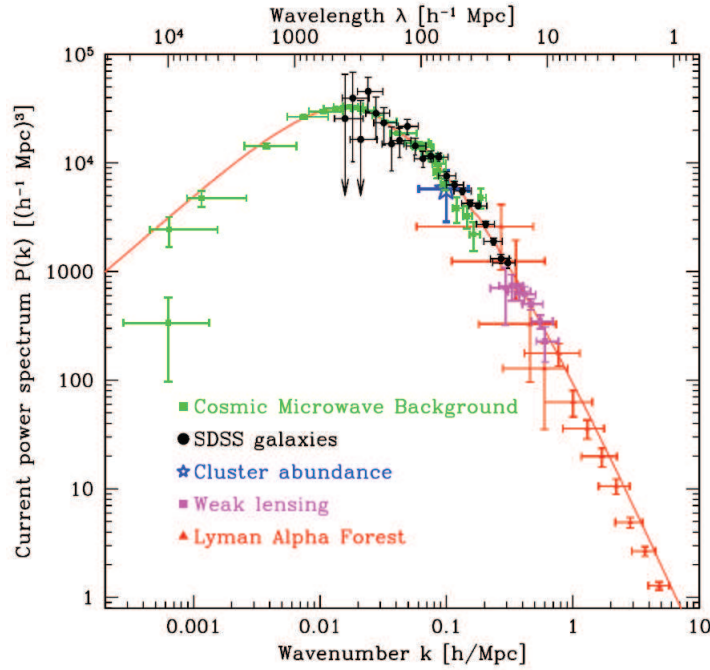 Wavelength λ [h⁻¹ Mpc]
10⁴ 1000 100 10 1
10⁵
10⁴
1000
100
10
1
Current power spectrum P(k) [(h⁻¹ Mpc)³]
Cosmic Microwave Background
SDSS galaxies
Cluster abundance
Weak lensing
Lyman Alpha Forest
0.001 0.01 0.1 1 10
Wavenumber k [h/Mpc]